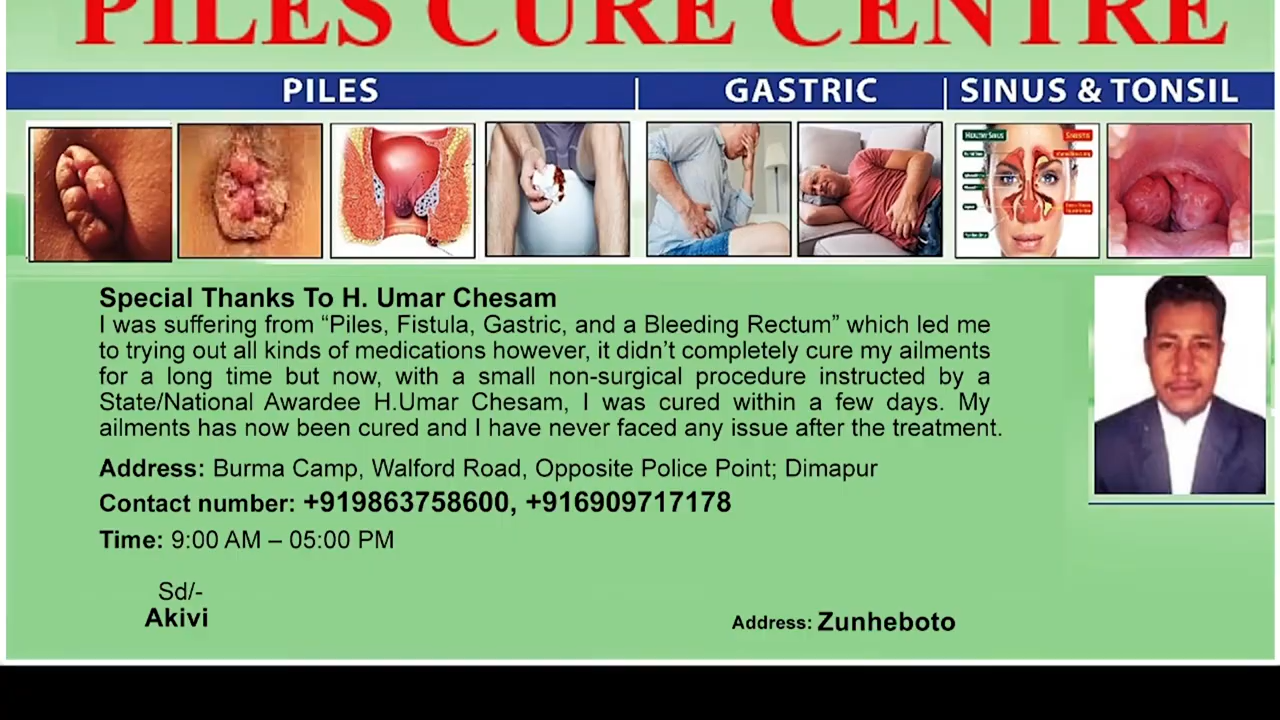 PILES CURE CENTRE
PILES | GASTRIC | SINUS & TONSIL
HEALTHY SINUS
SINUSITIS
Special Thanks To H. Umar Chesam
I was suffering from “Piles, Fistula, Gastric, and a Bleeding Rectum” which led me
to trying out all kinds of medications however, it didn’t completely cure my ailments
for a long time but now, with a small non-surgical procedure instructed by a
State/National Awardee H.Umar Chesam, I was cured within a few days. My
ailments has now been cured and I have never faced any issue after the treatment.
Address: Burma Camp, Walford Road, Opposite Police Point; Dimapur
Contact number: +919863758600, +916909717178
Time: 9:00 AM – 05:00 PM
Sd/-
Akivi
Address: Zunheboto